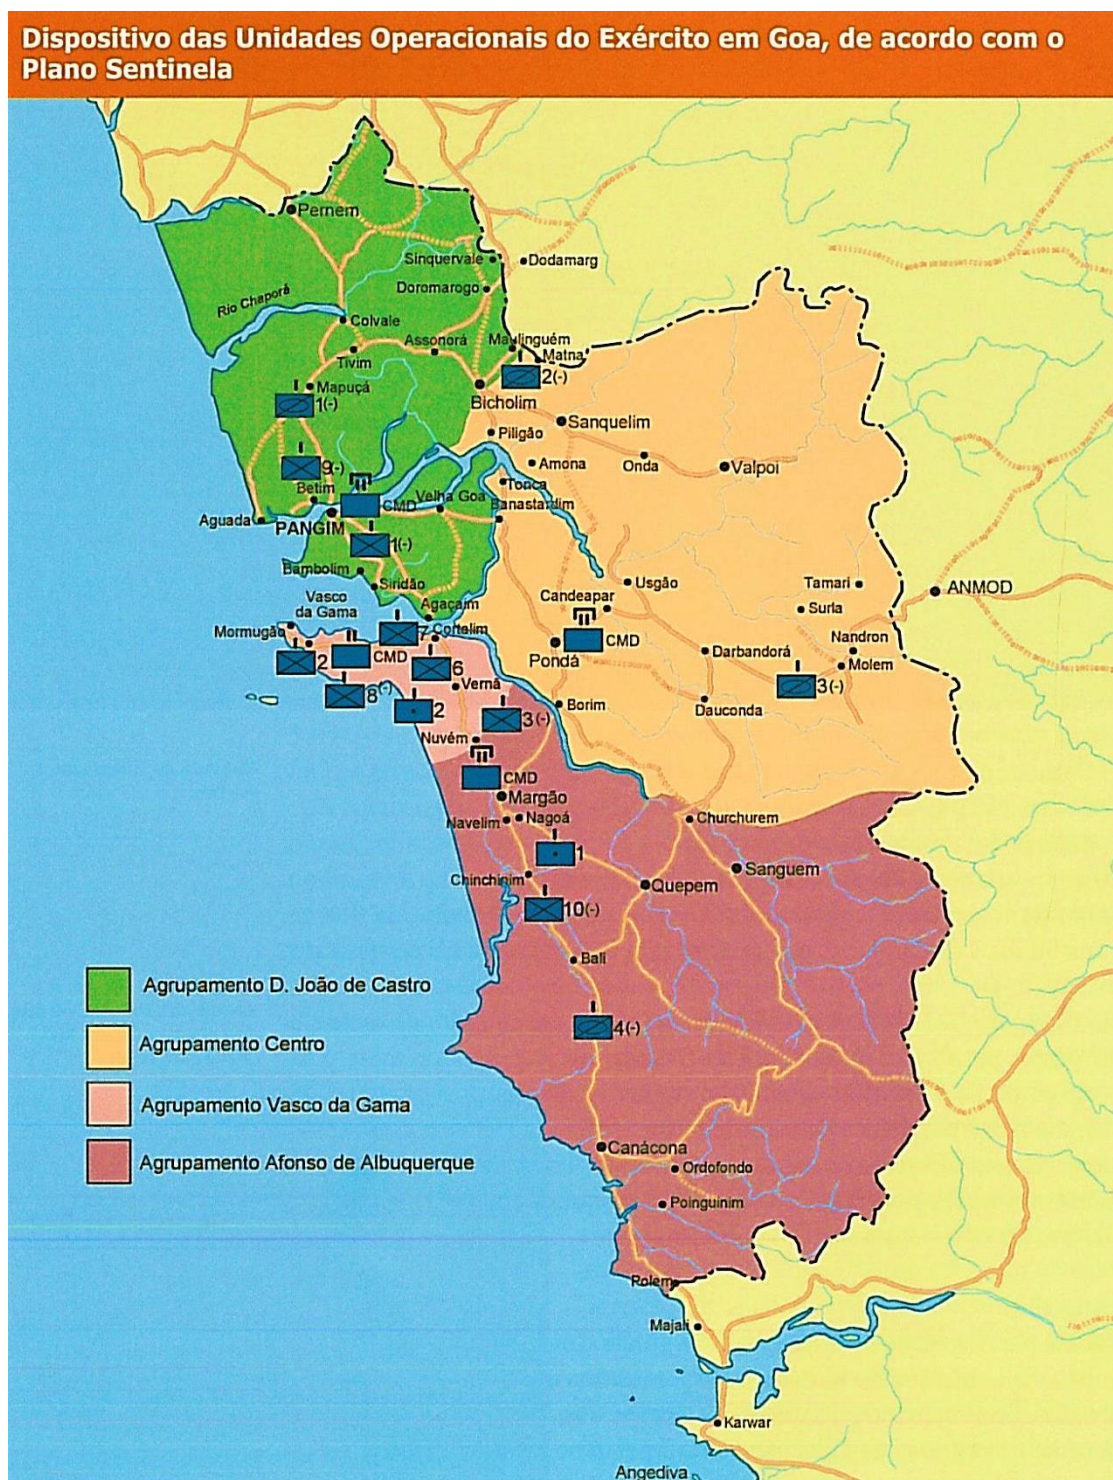 Dispositivo das Unidades Operacionais do Exército em Goa, de acordo com o
Plano Sentinela
Pernem
Sinquervale
Dodamarg
Doromarogo
Rio Chaporá
Colvale
Assonorá
Maulinguém
Tivim
Matna
Mapuçá
2(-)
1(-)
Bicholim
Sanquelim
Piligão
Onda
Valpoi
Amona
9(-)
Tonca
Betim
CMD
Velha Goa
Banastardim
Aguada
PANGIM
1(-)
Bambolim
Siridão
Usgão
Tamari
ANMOD
Vasco
da Gama
Agaçaim
Candeapar
Surla
Mormugão
7
Cortelim
CMD
Nandron
2
CMD
Pondá
Darbandorá
Molem
6
8(-)
Verná
3(-)
2
Borim
Dauconda
3(-)
Nuvém
CMD
Margão
Navelim
Nagoá
Churchurem
1
Chinchinim
Sanguem
Quepem
10(-)
Bali
Agrupamento D. João de Castro
4(-)
Agrupamento Centro
Agrupamento Vasco da Gama
Agrupamento Afonso de Albuquerque
Canácona
Ordofondo
Poinguinim
Polem
Majali
Karwar
Angediva